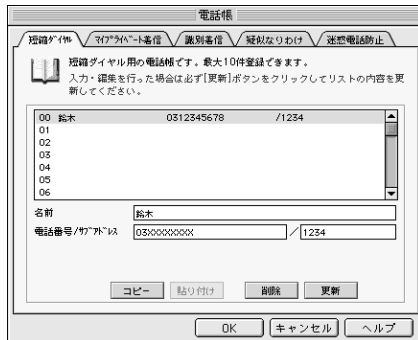 電話帳
短縮ﾀﾞｲﾔﾙ ﾏｲﾌﾟﾗｲﾍﾞｰﾄ着信 識別着信 疑似なりわけ 迷惑電話防止
短縮ダイヤル用の電話帳です。最大10件登録できます。
入力・編集を行った場合は必ず[更新]ボタンをクリックしてリストの内容を更
新してください。
00 鈴木 0312345678 /1234
01
02
03
04
05
06
名前 鈴木
電話番号/ｻﾌﾞｱﾄﾞﾚｽ 03XXXXXXXX / 1234
コピー 貼り付け 削除 更新
OK キャンセル ヘルプ